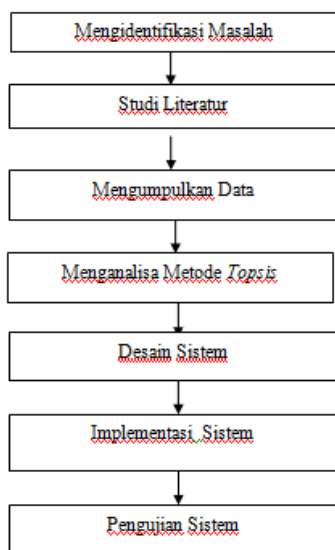 Mengidentifikasi Masalah
Studi Literatur
Mengumpulkan Data
Menganalisa Metode Topsis
Desain Sistem
Implementasi Sistem
Pengujian Sistem